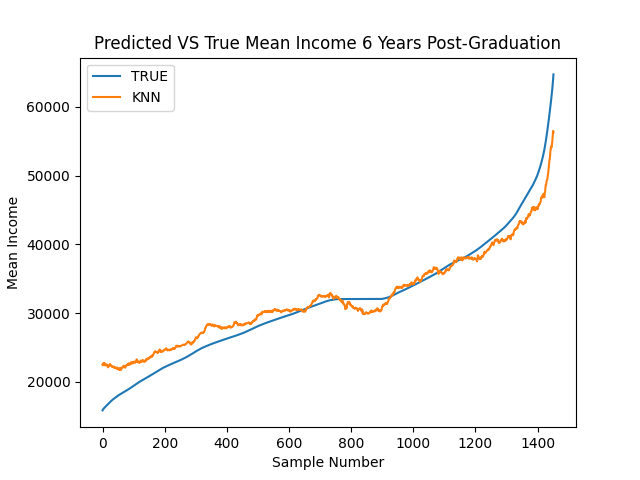 Predicted VS True Mean Income 6 Years Post-Graduation
TRUE
KNN
60000
50000
40000
30000
20000
Mean Income
0 200 400 600 800 1000 1200 1400
Sample Number